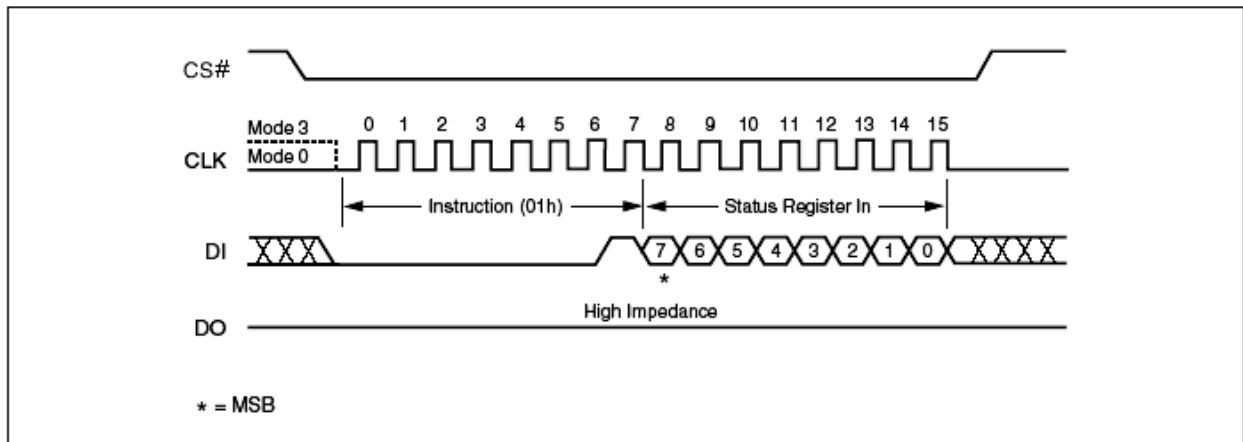 CS#
Mode 3
0 1 2 3 4 5 6 7 8 9 10 11 12 13 14 15
Mode 0
CLK
Instruction (01h) Status Register In
DI 7 6 5 4 3 2 1 0
*
High Impedance
DO
* = MSB